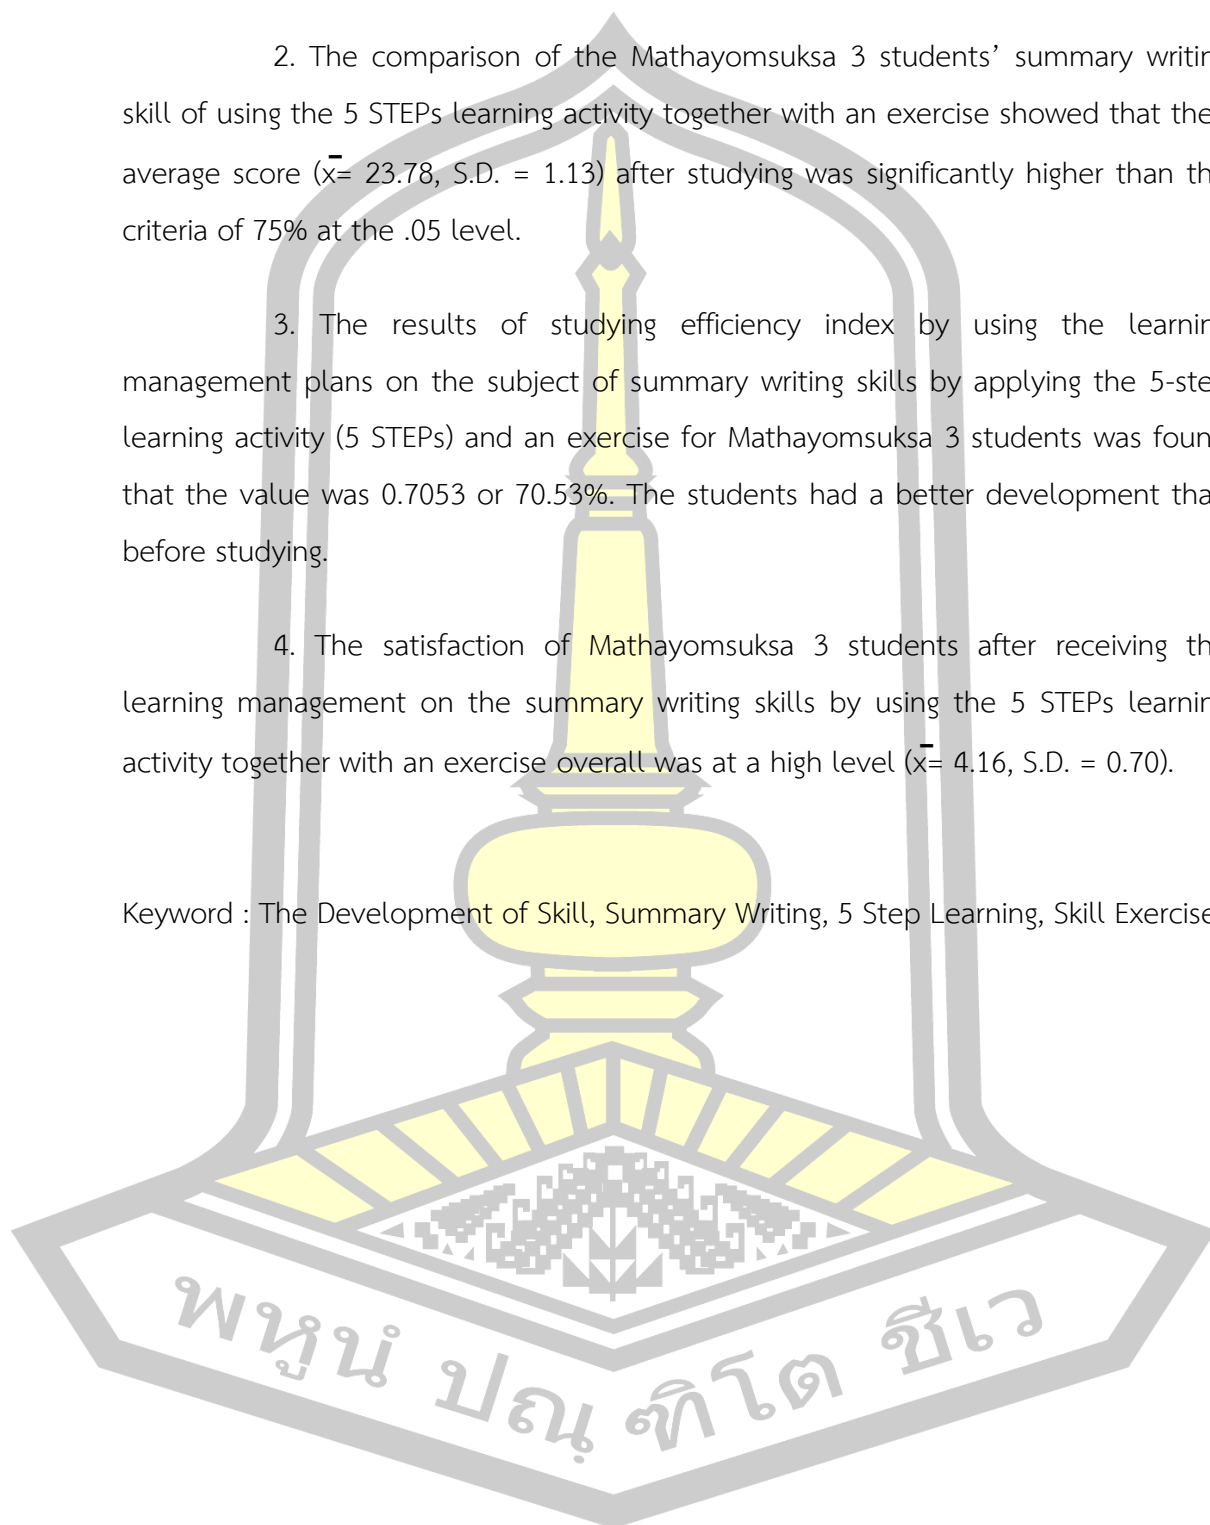 2. The comparison of the Mathayomsuksa 3 students’ summary writin
skill of using the 5 STEPs learning activity together with an exercise showed that the
average score (x̄= 23.78, S.D. = 1.13) after studying was significantly higher than th
criteria of 75% at the .05 level.
3. The results of studying efficiency index by using the learnin
management plans on the subject of summary writing skills by applying the 5-ste
learning activity (5 STEPs) and an exercise for Mathayomsuksa 3 students was foun
that the value was 0.7053 or 70.53%. The students had a better development tha
before studying.
4. The satisfaction of Mathayomsuksa 3 students after receiving th
learning management on the summary writing skills by using the 5 STEPs learnin
activity together with an exercise overall was at a high level (x̄= 4.16, S.D. = 0.70).
Keyword : The Development of Skill, Summary Writing, 5 Step Learning, Skill Exercise
พหูนํ ปณฺฑิโต ชีเว